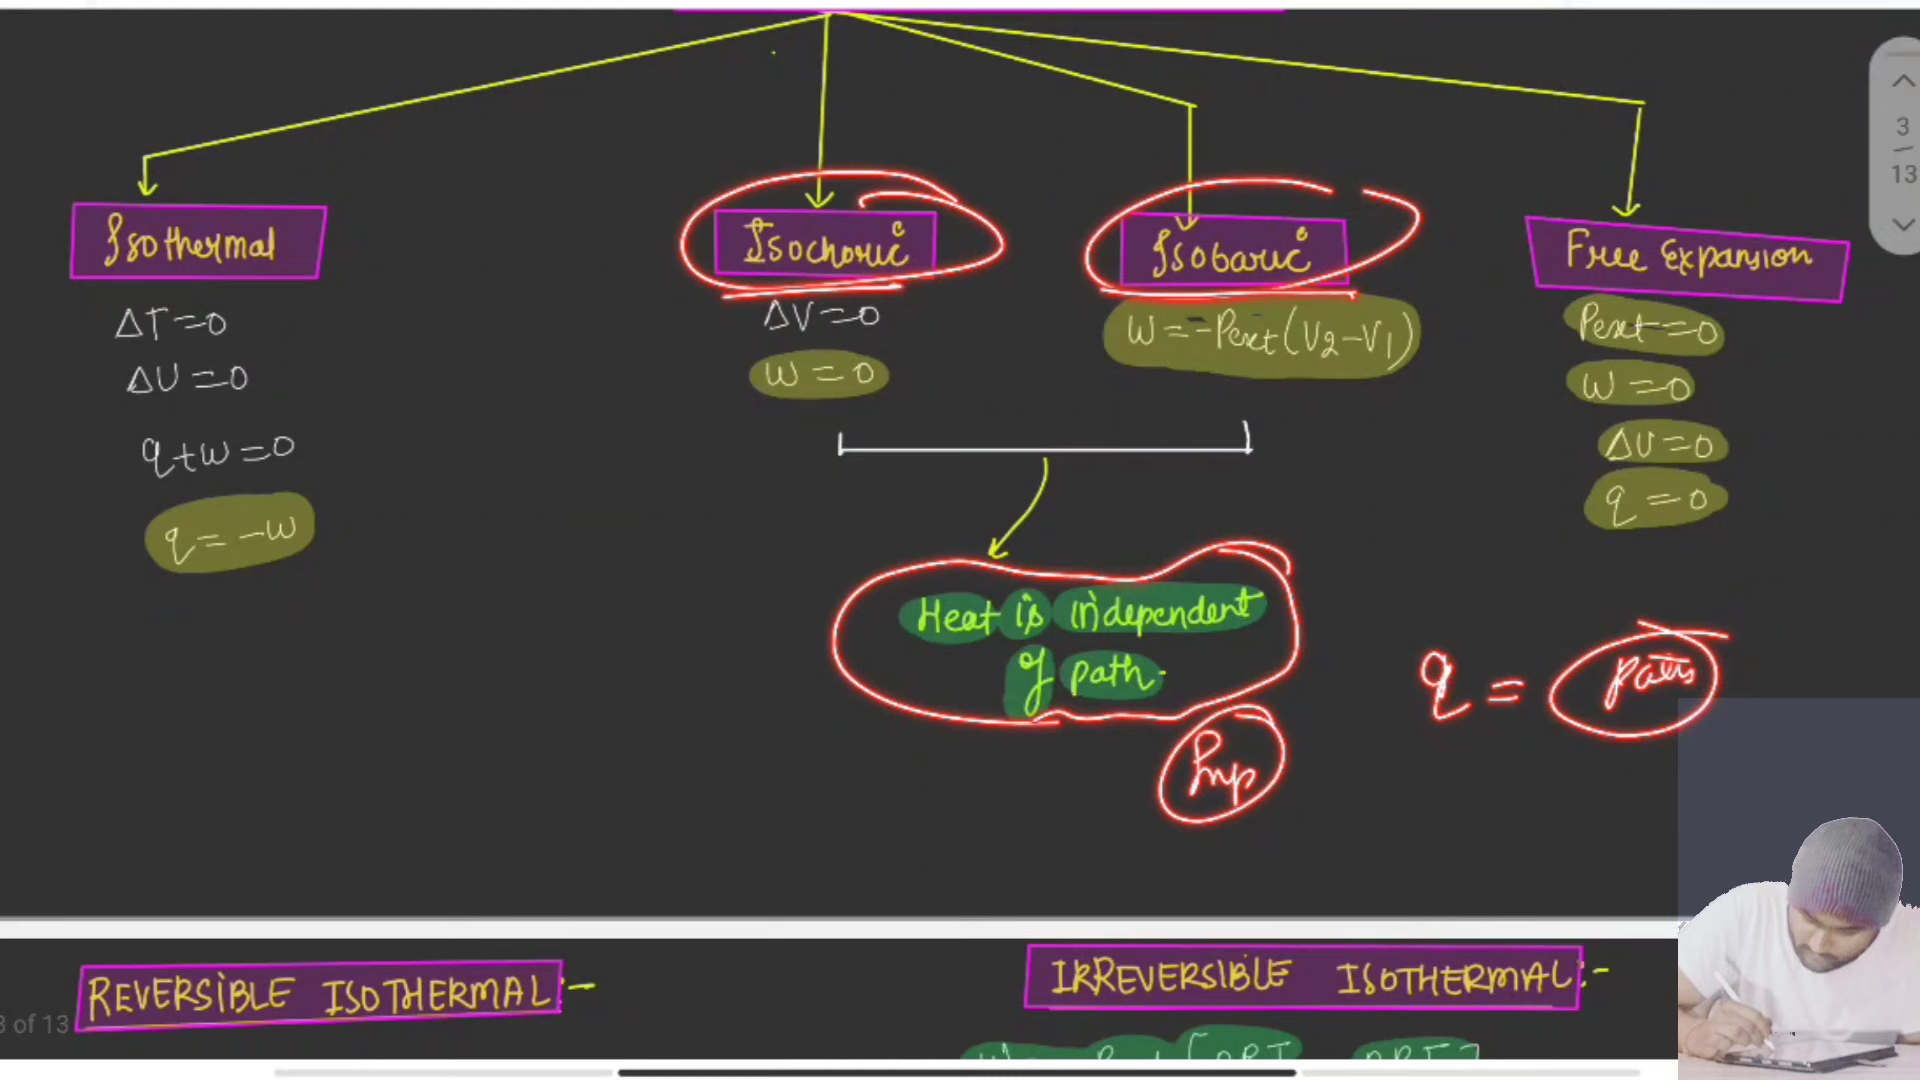 Isothermal
Isochoric
Isobaric
Free Expansion
ΔT=0
ΔU=0
q+w=0
q=-w
ΔV=0
W=0
W=-Pext(V2-V1)
Pext=0
W=0
ΔU=0
q=0
Heat is independent
of path.
Imp
q = path
3
13
REVERSIBLE ISOTHERMAL:-
IRREVERSIBLE ISOTHERMAL:-
3 of 13